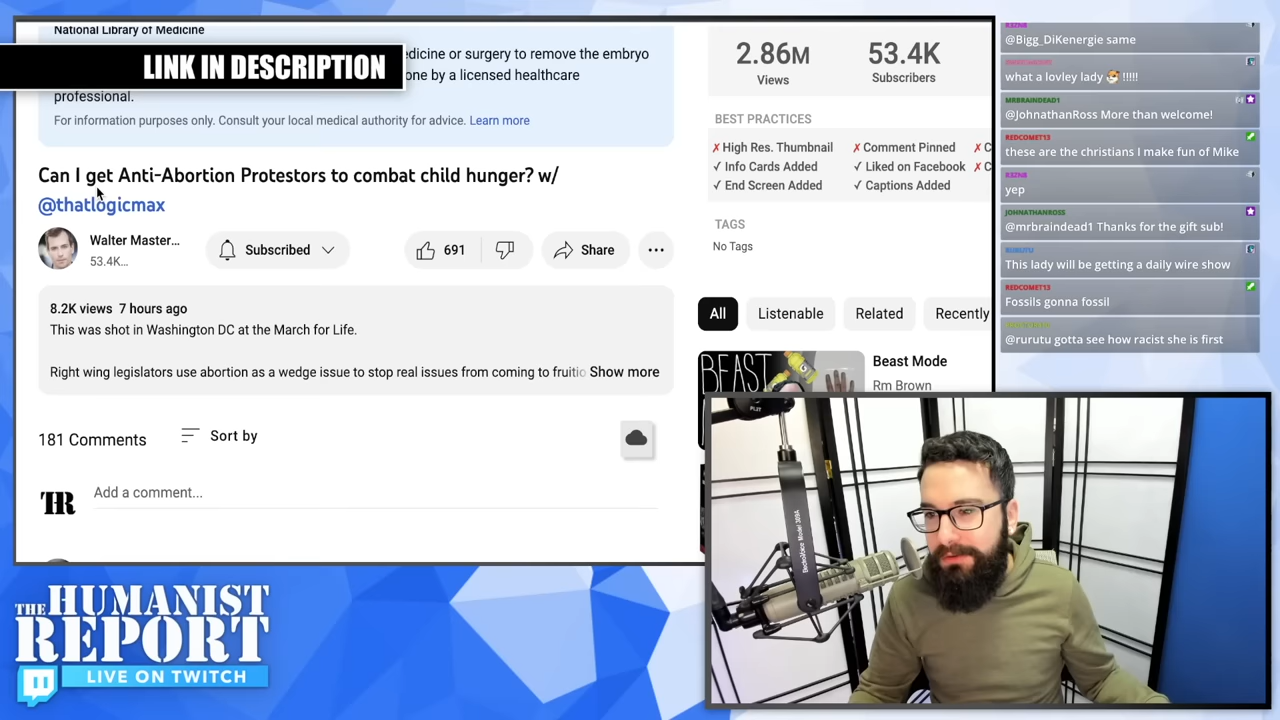 National Library of Medicine
LINK IN DESCRIPTION
edicine or surgery to remove the embryo
one by a licensed healthcare
professional.
For information purposes only. Consult your local medical authority for advice. Learn more
Can I get Anti-Abortion Protestors to combat child hunger? w/
@thatlogicmax
Walter Master...
53.4K...
Subscribed
691
Share
8.2K views 7 hours ago
This was shot in Washington DC at the March for Life.
Right wing legislators use abortion as a wedge issue to stop real issues from coming to fruitio Show more
181 Comments
Sort by
HR
Add a comment...
2.86M
Views
53.4K
Subscribers
BEST PRACTICES
✗ High Res. Thumbnail
✗ Comment Pinned
✗ C
✓ Info Cards Added
✓ Liked on Facebook
✗ C
✓ End Screen Added
✓ Captions Added
TAGS
No Tags
All
Listenable
Related
Recently
BEAST
Beast Mode
Rm Brown
@Bigg_DiKenergie same
what a lovley lady !!!!!
MRBRAINDEAD1
@JohnathanRoss More than welcome!
REDCOMET13
these are the christians I make fun of Mike
yep
JOHNATHANROSS
@mrbraindead1 Thanks for the gift sub!
RURUTU
This lady will be getting a daily wire show
REDCOMET13
Fossils gonna fossil
@rurutu gotta see how racist she is first
THE HUMANIST
REPORT
LIVE ON TWITCH